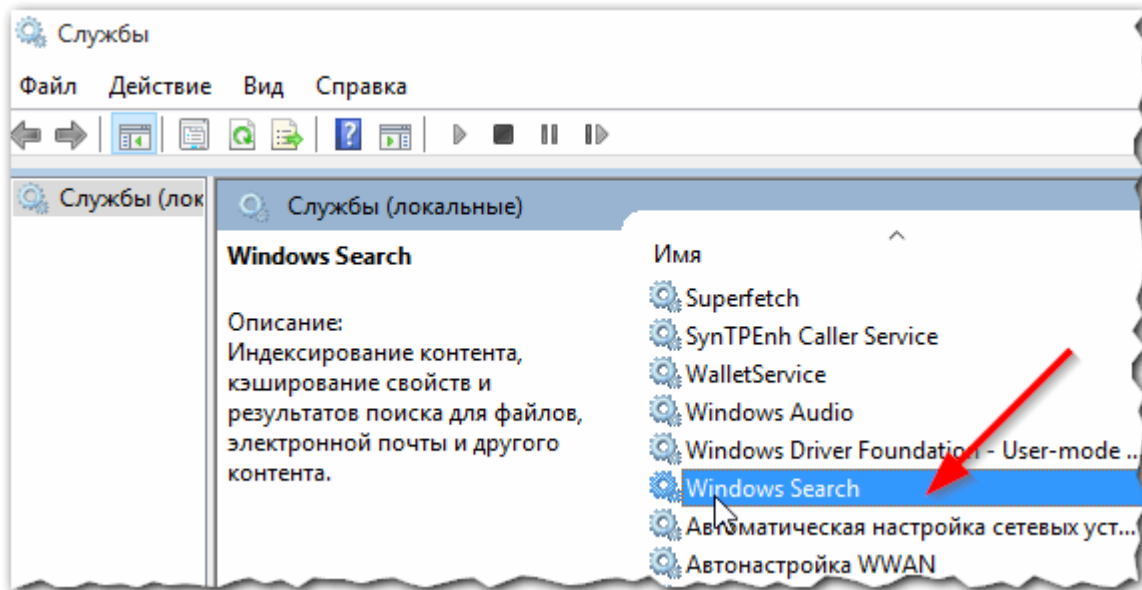 Службы
Файл Действие Вид Справка
Службы (лок
Службы (локальные)
Windows Search
Описание:
Индексирование контента,
кэширование свойств и
результатов поиска для файлов,
электронной почты и другого
контента.
Имя
Superfetch
SynTPEnh Caller Service
WalletService
Windows Audio
Windows Driver Foundation - User-mode ...
Windows Search
Автоматическая настройка сетевых уст...
Автонастройка WWAN